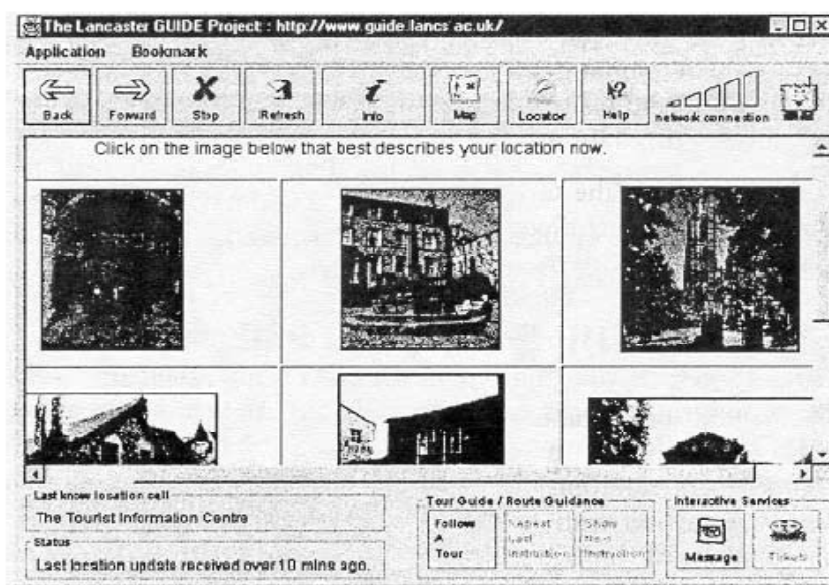 The Lancaster GUIDE Project : http://www.guide.lancs.ac.uk/
Application Bookmark
Back Forward Stop Refresh Info Map Locator Help network connection
Click on the image below that best describes your location now.
Last know location cell
The Tourist Information Centre
Status
Last location update received over 10 mins ago.
Tour Guide / Route Guidance
Follow
A
Tour
Repeat
Last
Instruction
Show
Next
Instruction
Interactive Services
Message
Tickets